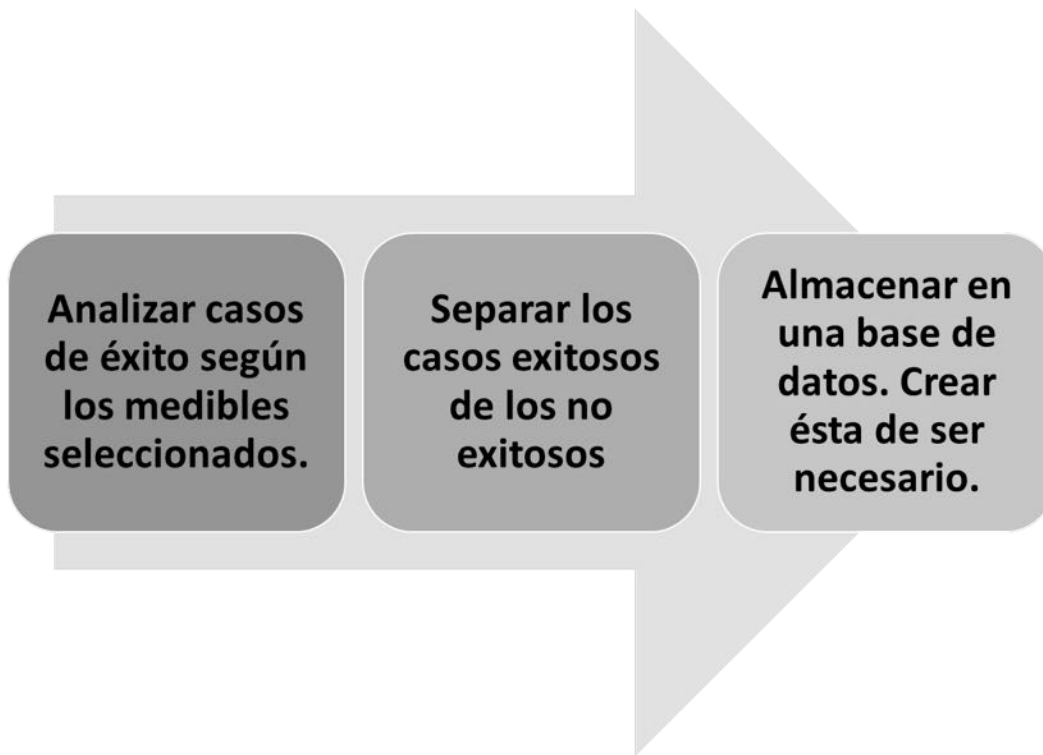 Analizar casos
de éxito según
los medibles
seleccionados.
Separar los
casos exitosos
de los no
exitosos
Almacenar en
una base de
datos. Crear
ésta de ser
necesario.